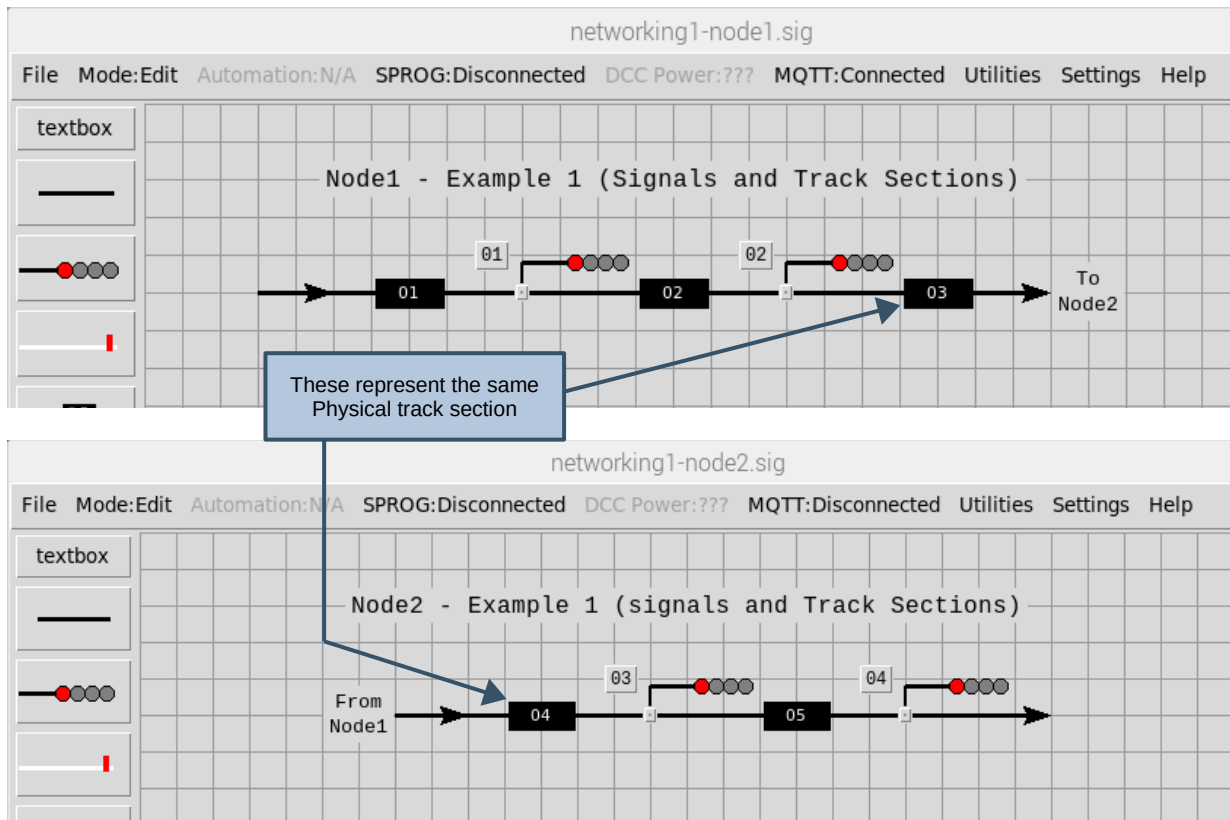 networking1-node1.sig
File Mode:Edit Automation:N/A SPROG:Disconnected DCC Power:??? MQTT:Connected Utilities Settings Help
textbox
Node1 - Example 1 (Signals and Track Sections)
01
02
01
02
03
To
Node2
These represent the same
Physical track section
networking1-node2.sig
File Mode:Edit Automation:N/A SPROG:Disconnected DCC Power:??? MQTT:Disconnected Utilities Settings Help
textbox
Node2 - Example 1 (signals and Track Sections)
03
04
From
Node1
04
05